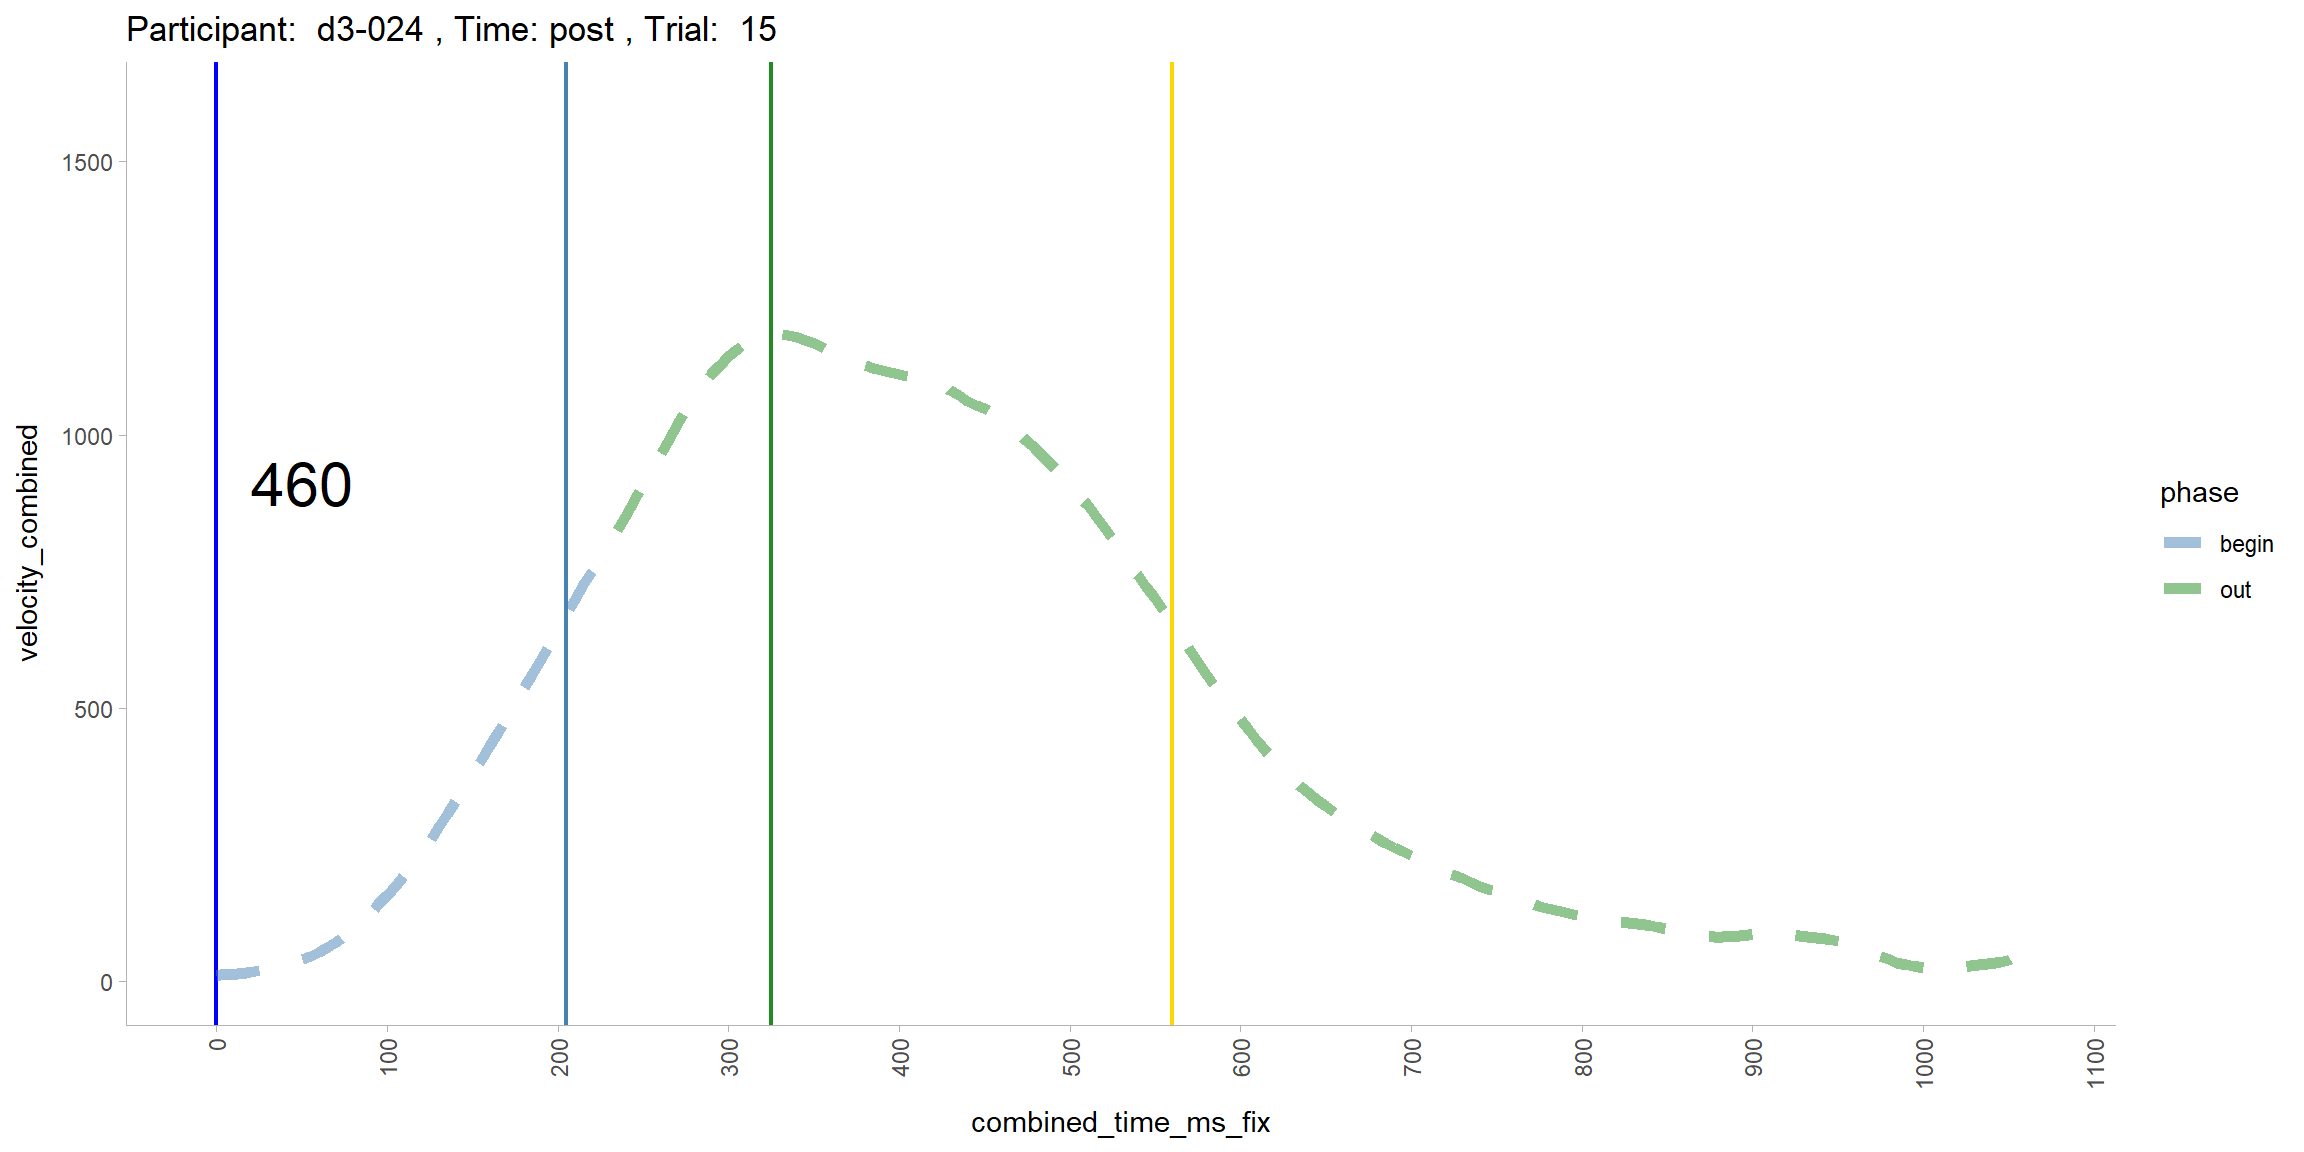 Participant:  d3-024 , Time: post , Trial:  15
1500
1000
500
0
velocity_combined
460
0 100 200 300 400 500 600 700 800 900 1000 1100
combined_time_ms_fix
phase
begin
out